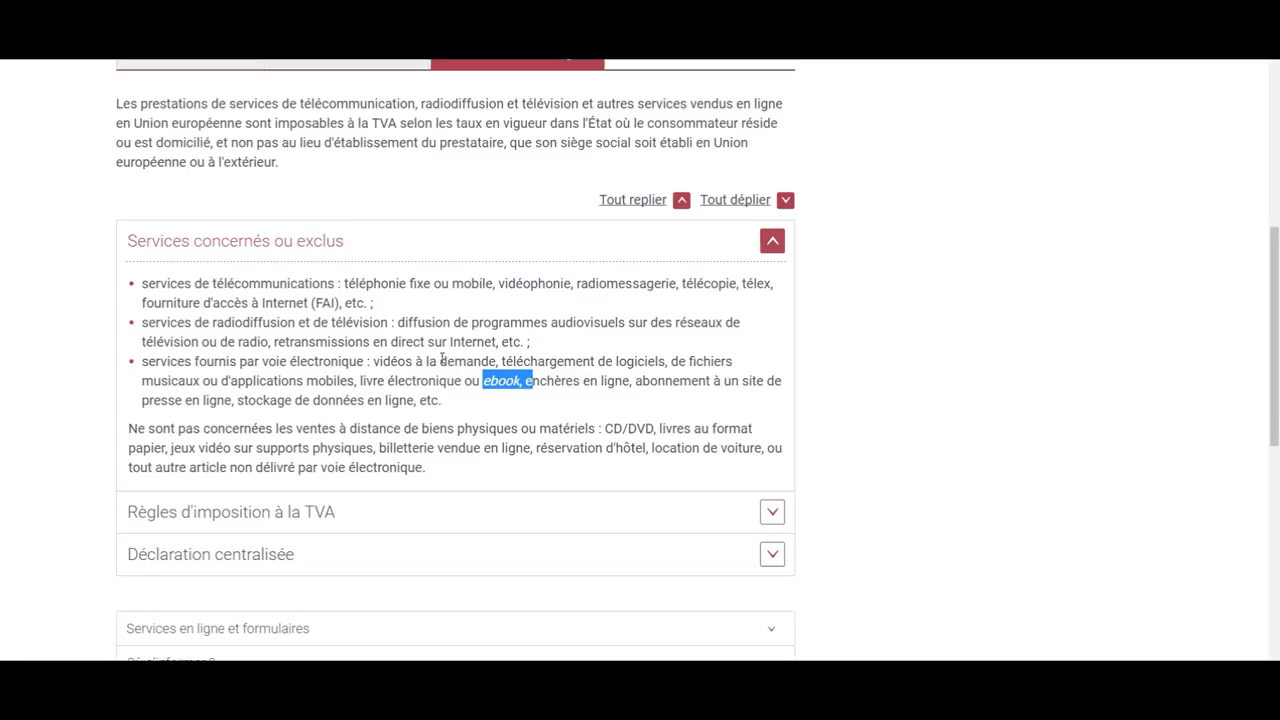 Les prestations de services de télécommunication, radiodiffusion et télévision et autres services vendus en ligne
en Union européenne sont imposables à la TVA selon les taux en vigueur dans l'État où le consommateur réside
ou est domicilié, et non pas au lieu d'établissement du prestataire, que son siège social soit établi en Union
européenne ou à l'extérieur.
Tout replier Tout déplier
Services concernés ou exclus
• services de télécommunications : téléphonie fixe ou mobile, vidéophonie, radiomessagerie, télécopie, télex,
fourniture d'accès à Internet (FAI), etc. ;
• services de radiodiffusion et de télévision : diffusion de programmes audiovisuels sur des réseaux de
télévision ou de radio, retransmissions en direct sur Internet, etc. ;
• services fournis par voie électronique : vidéos à la demande, téléchargement de logiciels, de fichiers
musicaux ou d'applications mobiles, livre électronique ou ebook, enchères en ligne, abonnement à un site de
presse en ligne, stockage de données en ligne, etc.
Ne sont pas concernées les ventes à distance de biens physiques ou matériels : CD/DVD, livres au format
papier, jeux vidéo sur supports physiques, billetterie vendue en ligne, réservation d'hôtel, location de voiture, ou
tout autre article non délivré par voie électronique.
Règles d'imposition à la TVA
Déclaration centralisée
Services en ligne et formulaires